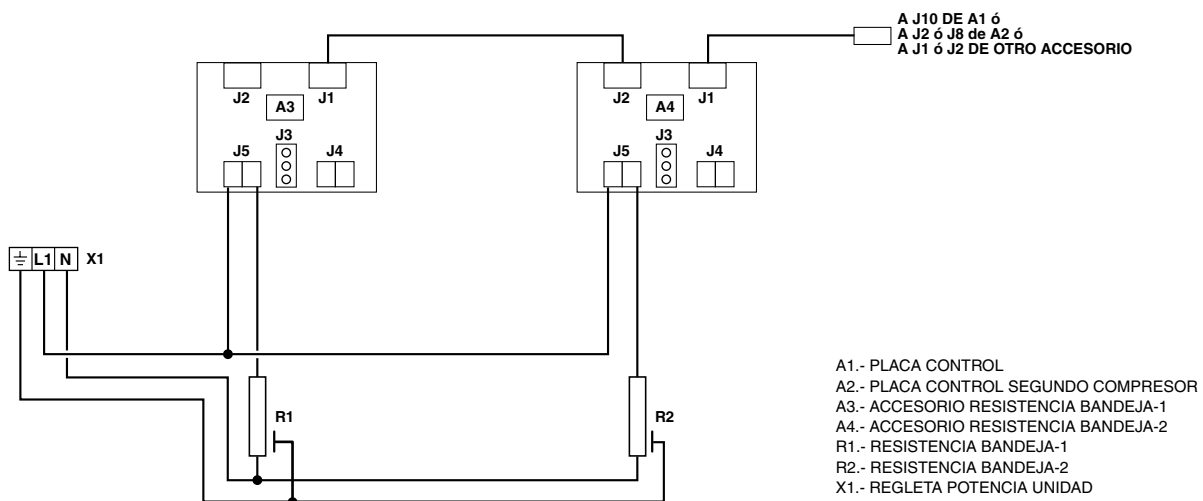 A J10 DE A1 ó
A J2 ó J8 de A2 ó
A J1 ó J2 DE OTRO ACCESORIO
J2
J1
A3
J3
J5
J4
J2
J1
A4
J3
J5
J4
L1 N X1
R1
R2
A1.- PLACA CONTROL
A2.- PLACA CONTROL SEGUNDO COMPRESOR
A3.- ACCESORIO RESISTENCIA BANDEJA-1
A4.- ACCESORIO RESISTENCIA BANDEJA-2
R1.- RESISTENCIA BANDEJA-1
R2.- RESISTENCIA BANDEJA-2
X1.- REGLETA POTENCIA UNIDAD